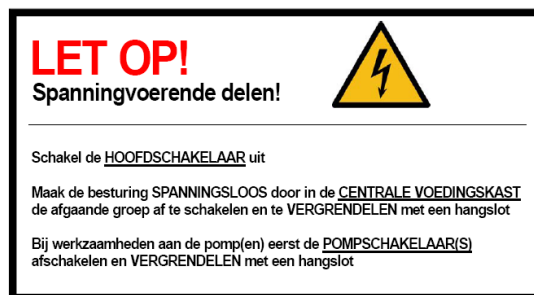 LET OP!
Spanningvoerende delen!
Schakel de HOOFDSCHAKELAAR uit
Maak de besturing SPANNINGSLOOS door in de CENTRALE VOEDINGSKAST
de afgaande groep af te schakelen en te VERGRENDELEN met een hangslot
Bij werkzaamheden aan de pomp(en) eerst de POMPSCHAKELAAR(S)
afschakelen en VERGRENDELEN met een hangslot